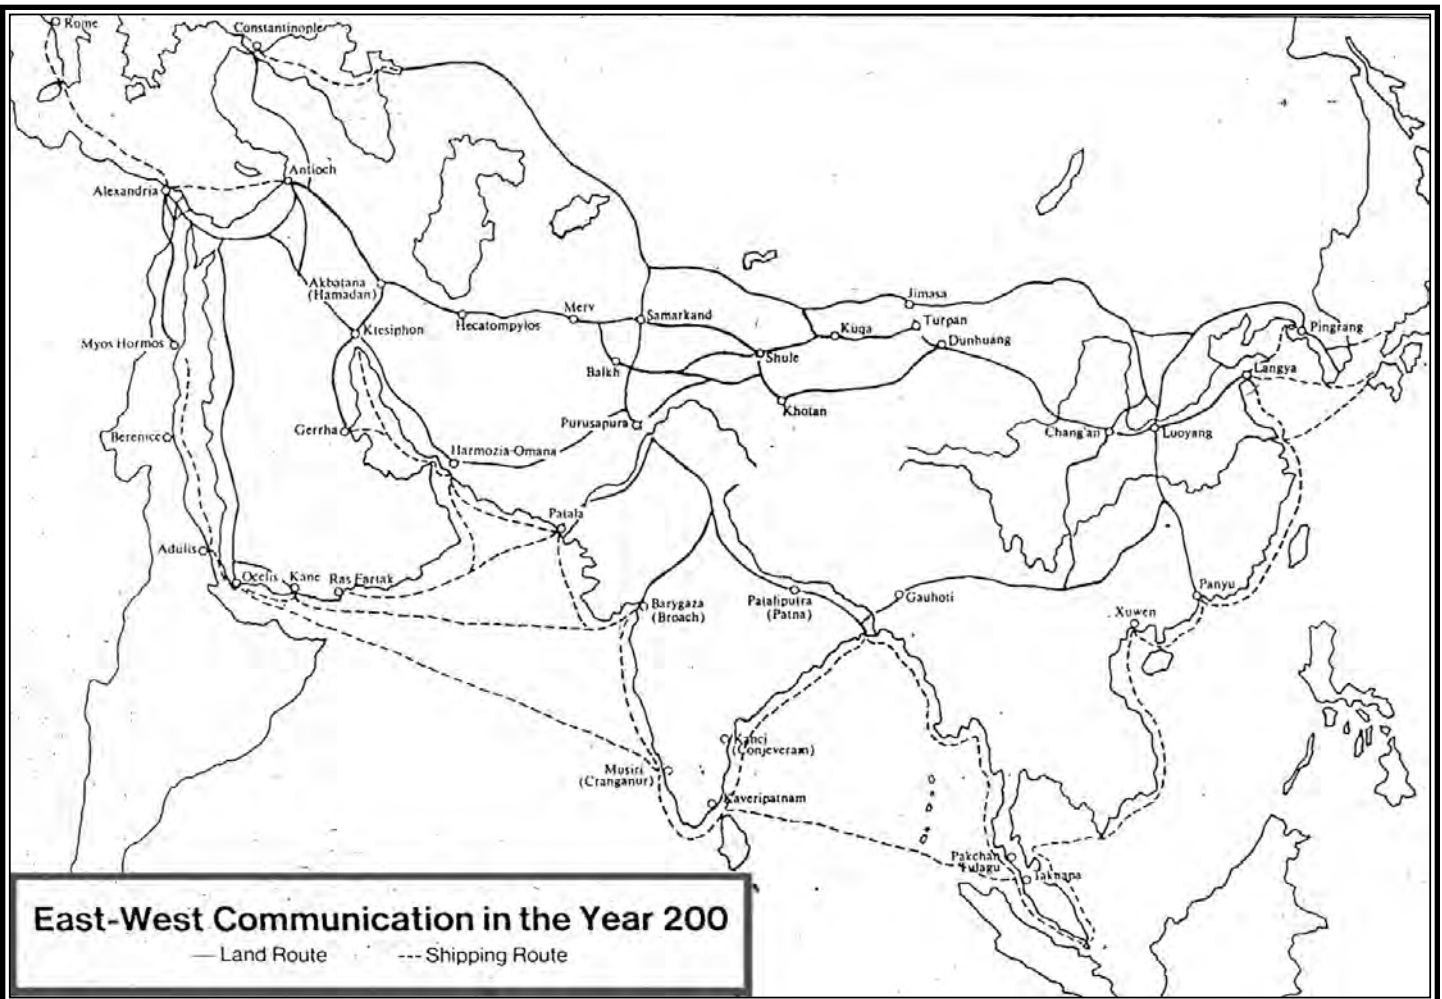 Rome
Constantinople
Antioch
Alexandria
Akbatana
(Hamadan)
Hecatompylos
Merv
Samarkand
Jimasa
Turpan
Kuqa
Dunhuang
Pingrang
Ktesiphon
Myos Hormos
Balkh
Shule
Langya
Khotan
Purusapura
Gerrha
Berenice
Chang'an
Luoyang
Harmozia-Omana
Patala
Adulis
Ocelis
Kane
Ras Fartak
Barygaza
(Broach)
Pataliputra
(Patna)
Gauhoti
Panyu
Xuwen
Kanci
(Conjeveram)
Musiri
(Cranganur)
Kaveripatnam
Pakchan
Takuapa
East-West Communication in the Year 200
Land Route
Shipping Route